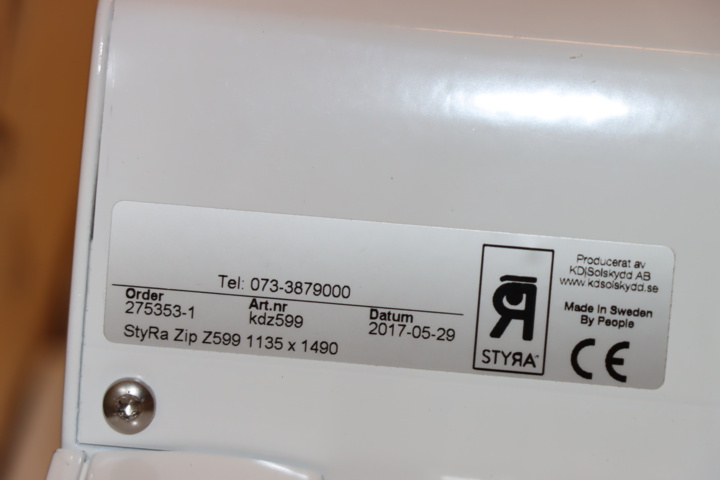 Tel: 073-3879000
Order Art.nr Datum
275353-1 kdz599 2017-05-29
StyRa Zip Z599 1135 x 1490
STYЯA
Producerat av
KD|Solskydd AB
www.kdsolskydd.se
Made in Sweden
By People
CE